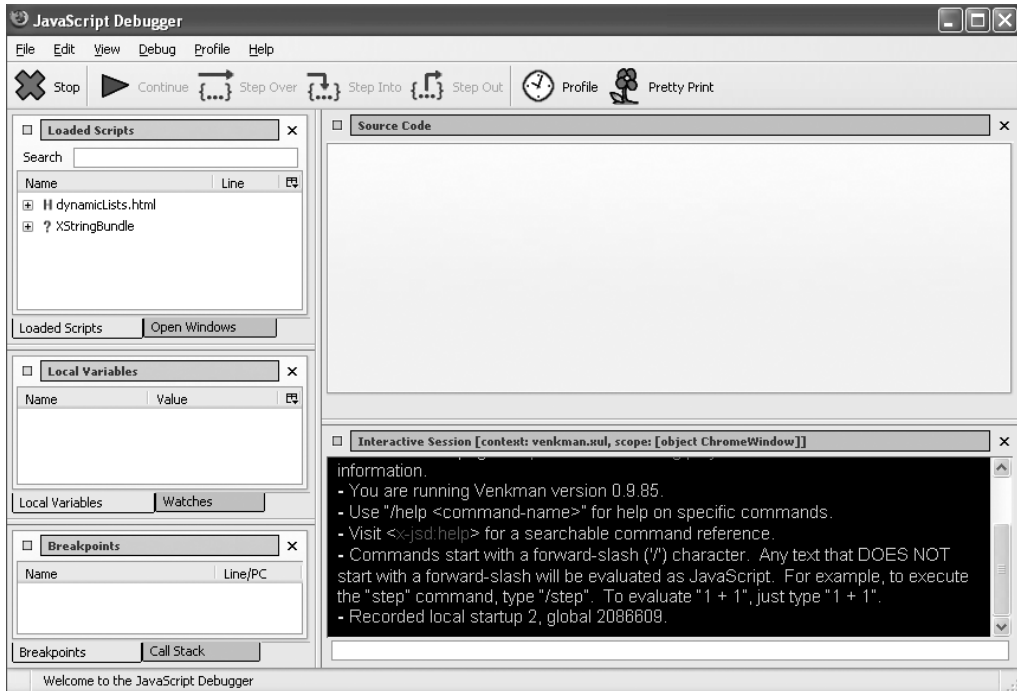 JavaScript Debugger
File Edit View Debug Profile Help
Stop Continue Step Over Step Into Step Out Profile Pretty Print
Loaded Scripts
Search
Name Line
H dynamicLists.html
? XStringBundle
Loaded Scripts Open Windows
Local Variables
Name Value
Local Variables Watches
Breakpoints
Name Line/PC
Breakpoints Call Stack
Source Code
Interactive Session [context: venkman.xul, scope: [object ChromeWindow]]
information.
- You are running Venkman version 0.9.85.
- Use "/help <command-name>" for help on specific commands.
- Visit <x-jsd:help> for a searchable command reference.
- Commands start with a forward-slash ('/') character. Any text that DOES NOT
start with a forward-slash will be evaluated as JavaScript. For example, to execute
the "step" command, type "/step". To evaluate "1 + 1", just type "1 + 1".
- Recorded local startup 2, global 2086609.
Welcome to the JavaScript Debugger